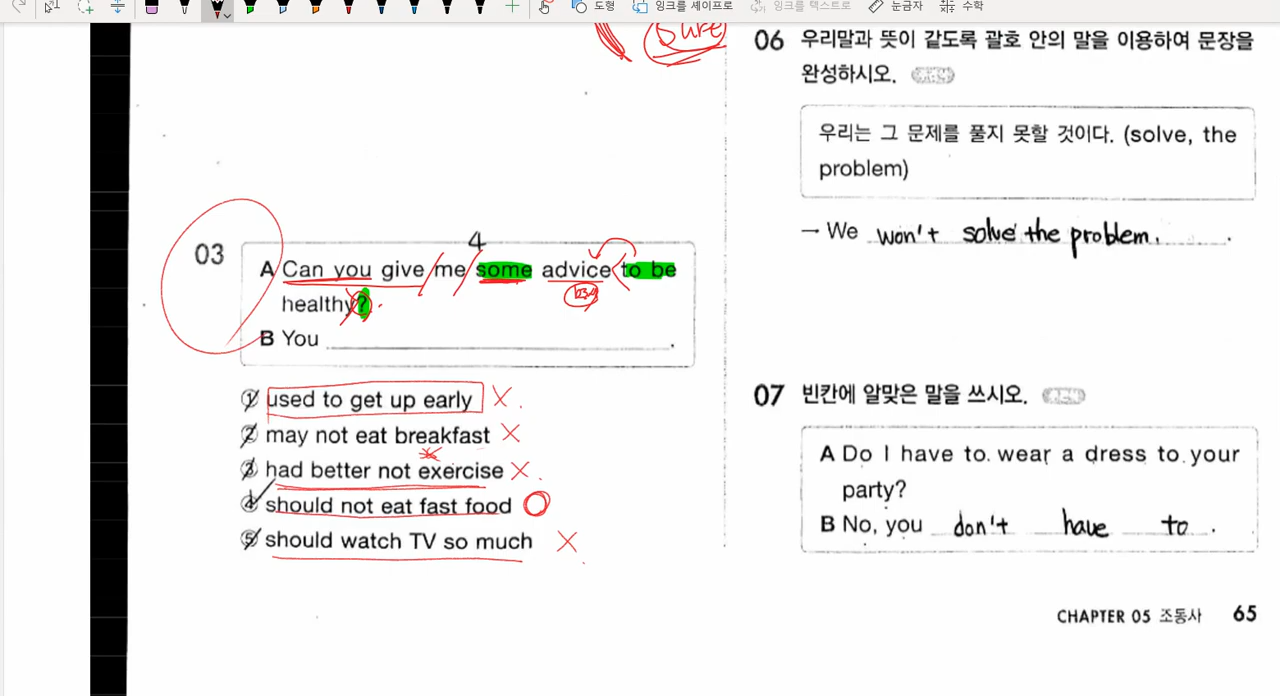 도형
잉크를 셰이프로
잉크를 텍스트로
눈금자
수학
Sure
03
4
A Can you give me some advice to be
healthy?
B You .
① used to get up early X
② may not eat breakfast X
③ had better not exercise X
④ should not eat fast food O
⑤ should watch TV so much X
06 우리말과 뜻이 같도록 괄호 안의 말을 이용하여 문장을
완성하시오.
우리는 그 문제를 풀지 못할 것이다. (solve, the
problem)
→ We won't solve the problem. .
07 빈칸에 알맞은 말을 쓰시오.
A Do I have to wear a dress to your
party?
B No, you don't have to .
CHAPTER 05 조동사 65